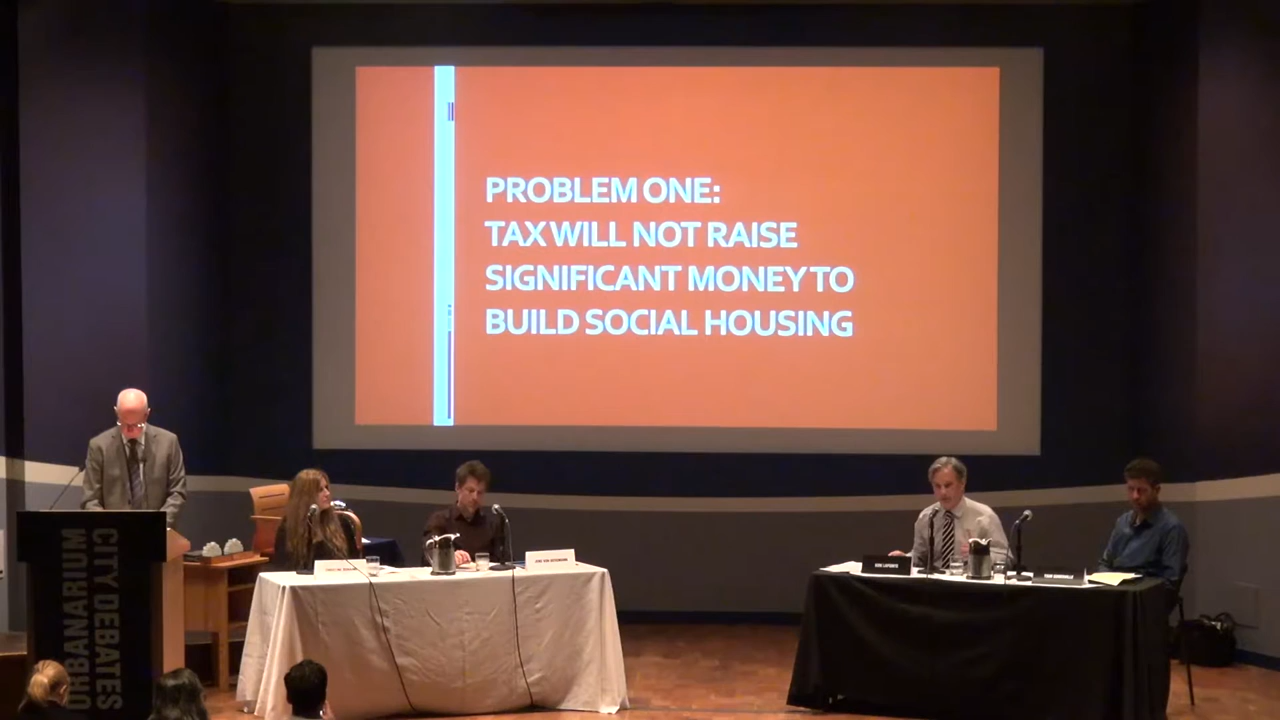 PROBLEM ONE:
TAX WILL NOT RAISE
SIGNIFICANT MONEY TO
BUILD SOCIAL HOUSING
URBANARIUM
CITY DEBATES